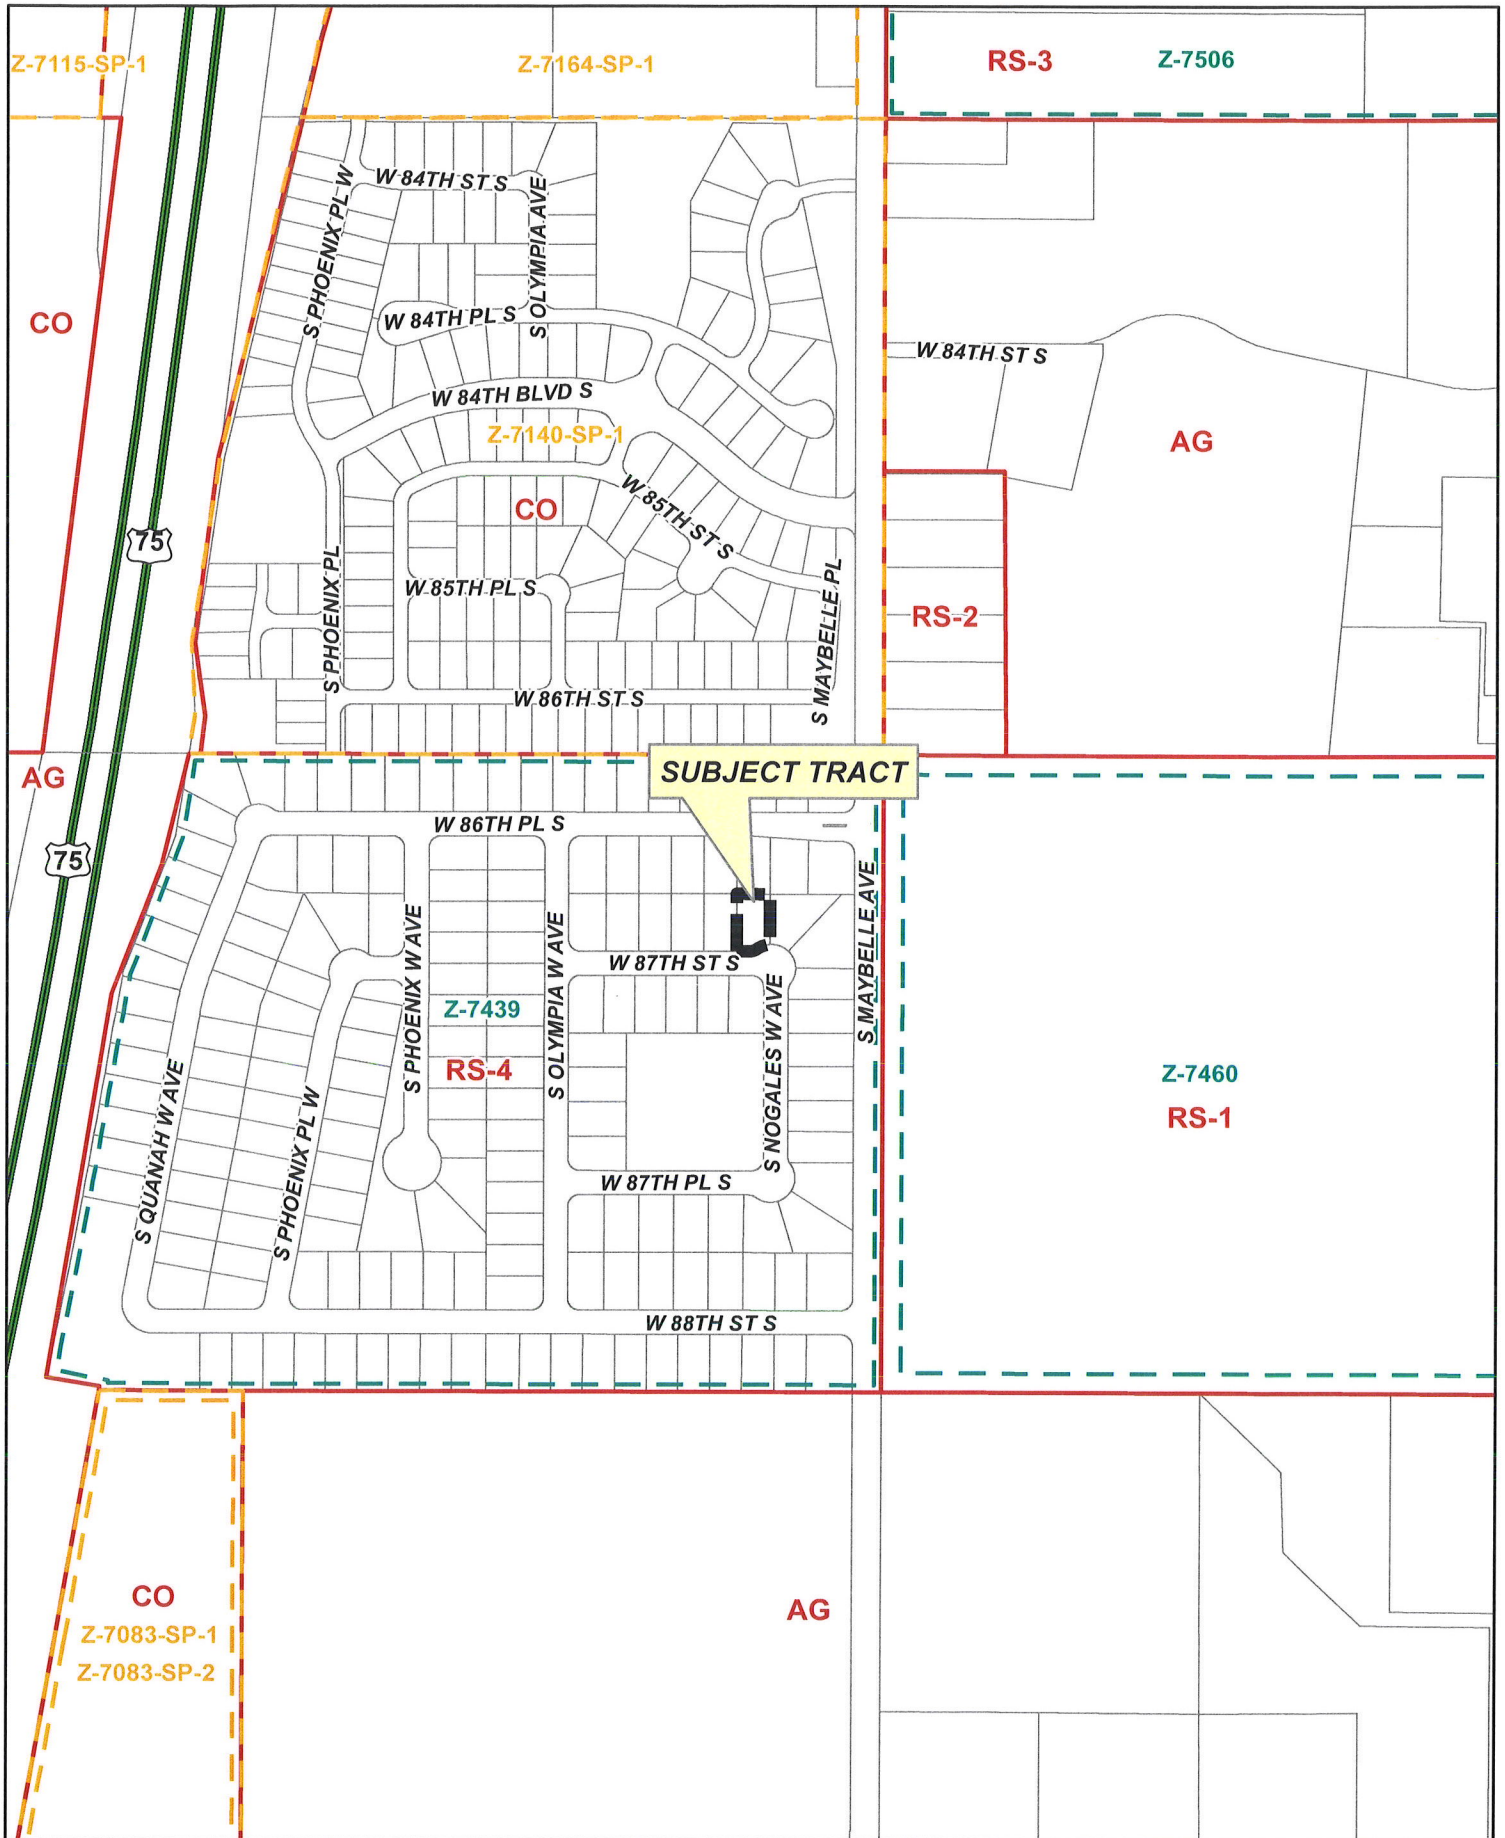 Z-7115-SP-1
Z-7164-SP-1
RS-3
Z-7506
W 84TH ST S
S PHOENIX PL W
S OLYMPIA AVE
CO
W 84TH PL S
W 84TH ST S
W 84TH BLVD S
Z-7140-SP-1
AG
CO
W 85TH ST S
75
W 85TH PL S
S PHOENIX PL
S MAYBELLE PL
RS-2
W 86TH ST S
SUBJECT TRACT
AG
W 86TH PL S
75
S MAYBELLE AVE
W 87TH ST S
S PHOENIX W AVE
Z-7439
S OLYMPIA W AVE
S NOGALES W AVE
RS-4
Z-7460
RS-1
S QUANAH W AVE
S PHOENIX PL W
W 87TH PL S
W 88TH ST S
CO
Z-7083-SP-1
Z-7083-SP-2
AG